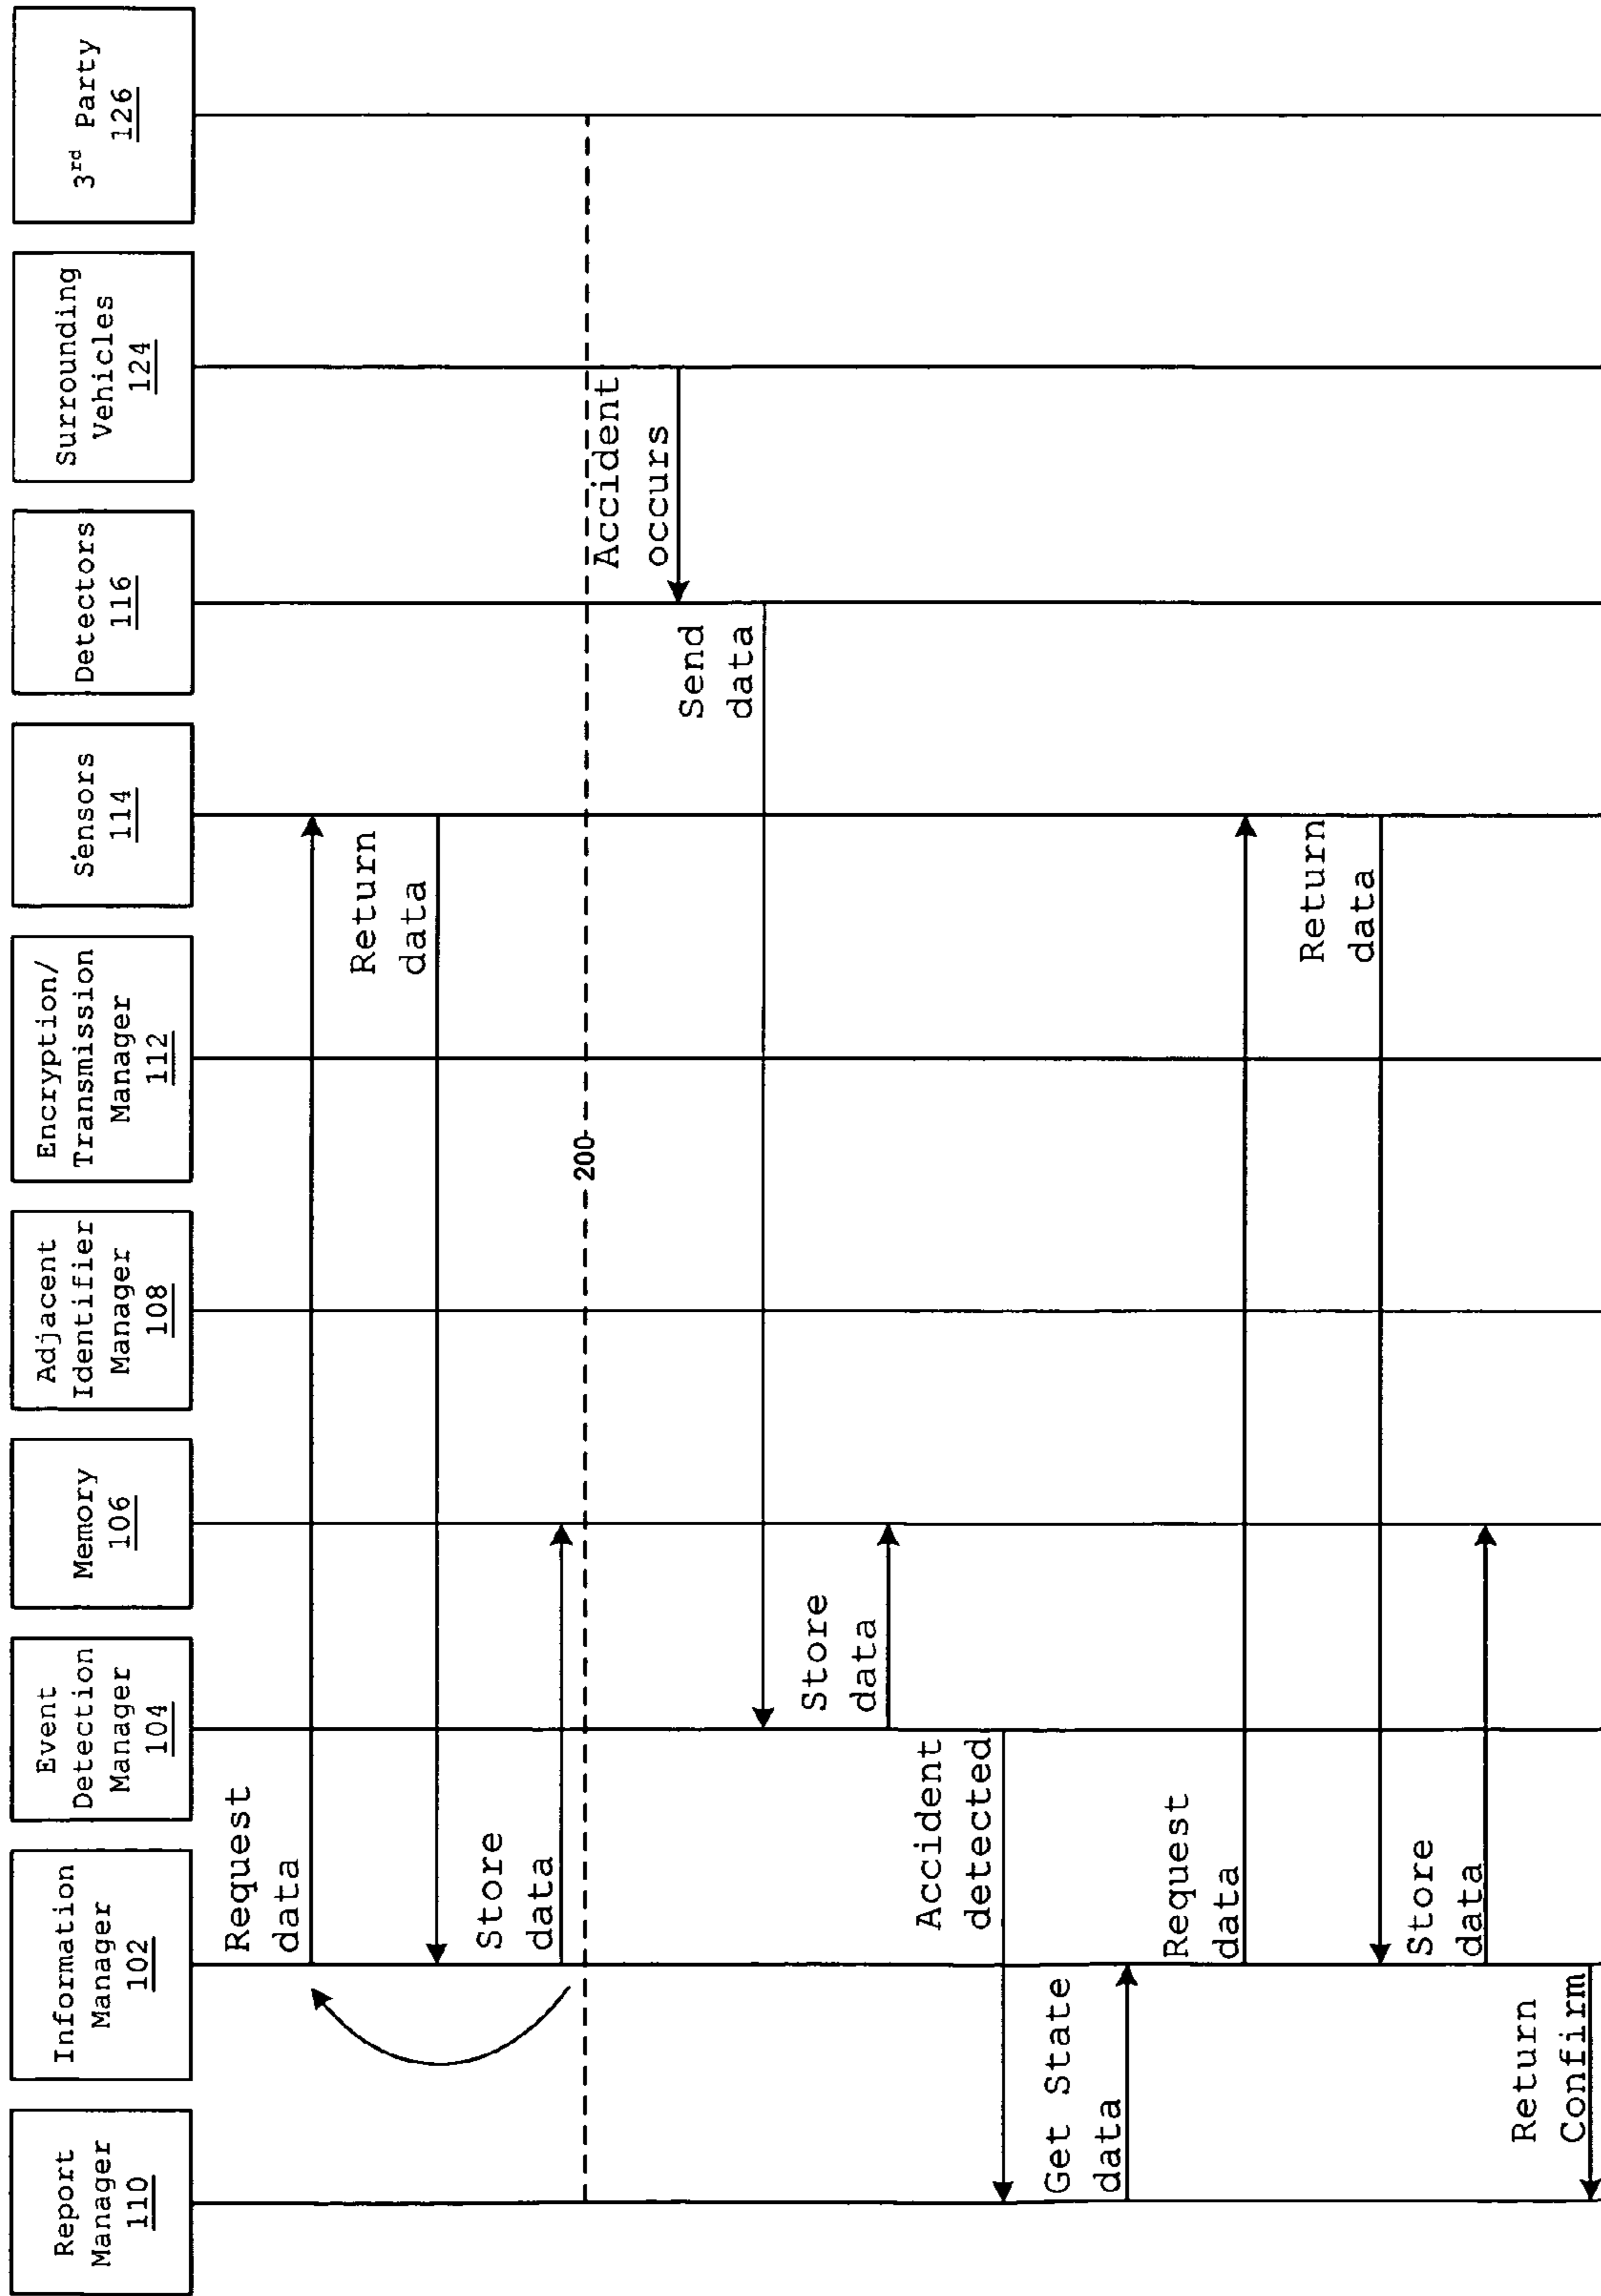 Report
Manager
110
Information
Manager
102
Event
Detection
Manager
104
Memory
106
Adjacent
Identifier
Manager
108
Encryption/
Transmission
Manager
112
Sensors
114
Detectors
116
Surrounding
Vehicles
124
3rd Party
126
Request
data
Return
data
Store
data
200
Accident
occurs
Send
data
Store
data
Accident
detected
Get State
data
Request
data
Return
data
Store
data
Return
Confirm